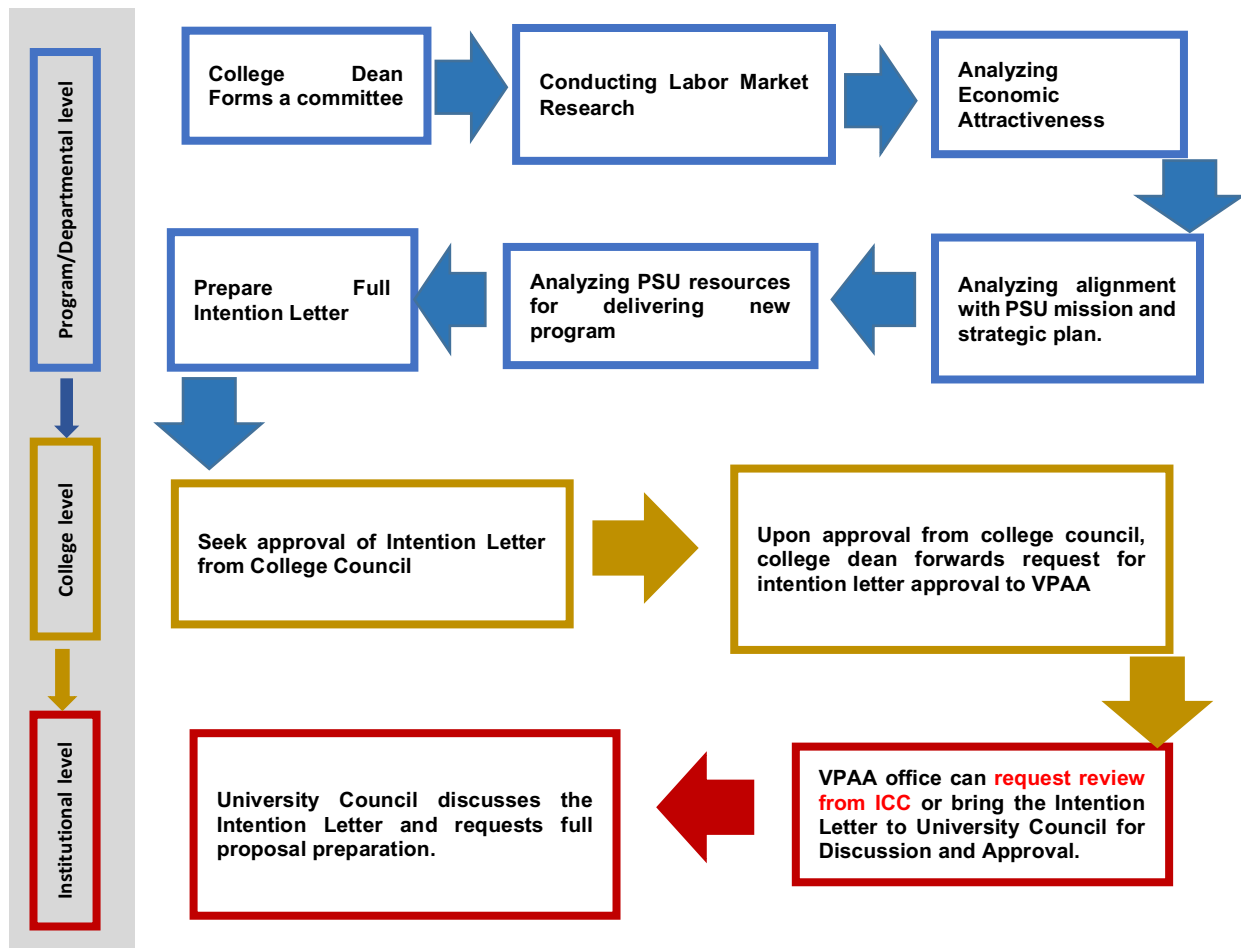 Program/Departmental level
College Dean
Forms a committee
Conducting Labor Market
Research
Analyzing
Economic
Attractiveness
Prepare Full
Intention Letter
Analyzing PSU resources
for delivering new
program
Analyzing alignment
with PSU mission and
strategic plan.
College level
Seek approval of Intention Letter
from College Council
Upon approval from college council,
college dean forwards request for
intention letter approval to VPAA
Institutional level
University Council discusses the
Intention Letter and requests full
proposal preparation.
VPAA office can request review
from ICC or bring the Intention
Letter to University Council for
Discussion and Approval.